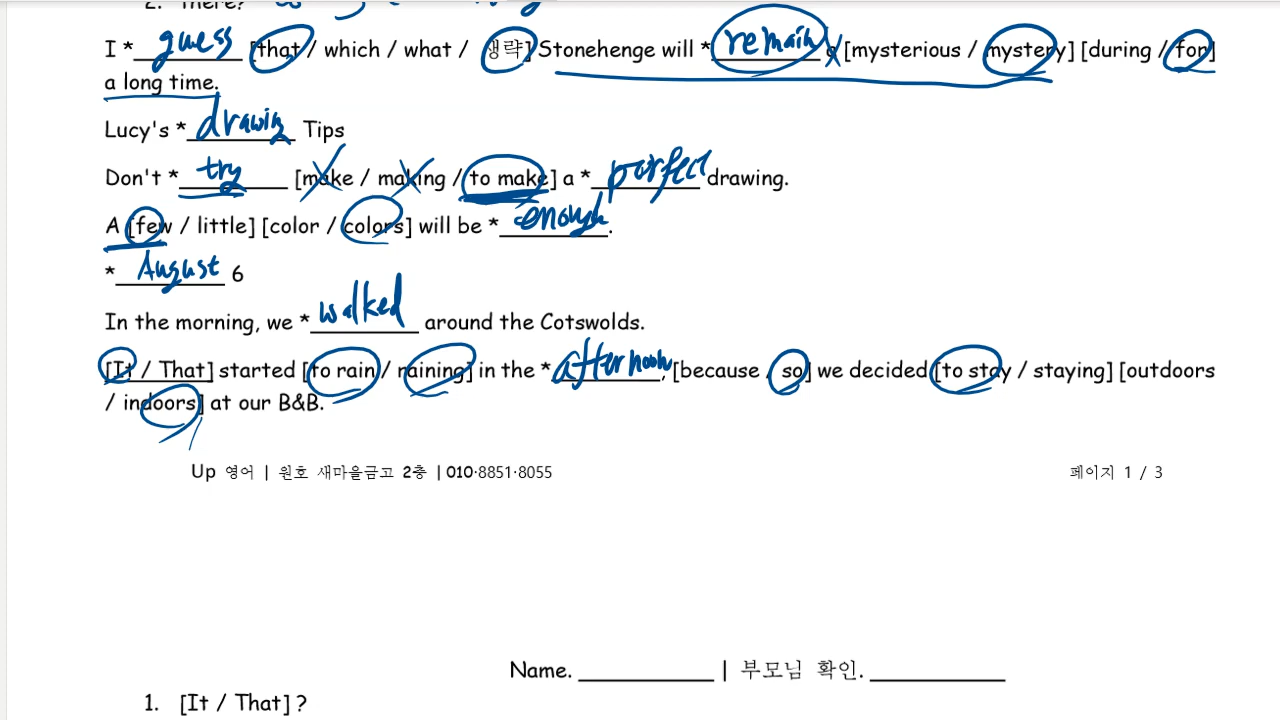 2. There?
I * guess [that / which / what / 생략] Stonehenge will * remain a [mysterious / mystery] [during / for]
a long time.
Lucy's * drawing Tips
Don't * try [make / making / to make] a * perfect drawing.
A [few / little] [color / colors] will be * enough.
* August 6
In the morning, we * walked around the Cotswolds.
[It / That] started [to rain / raining] in the * afternoon, [because / so] we decided [to stay / staying] [outdoors
/ indoors] at our B&B.
Up 영어 | 원호 새마을금고 2층 | 010·8851·8055 페이지 1 / 3
Name. | 부모님 확인.
1. [It / That] ?